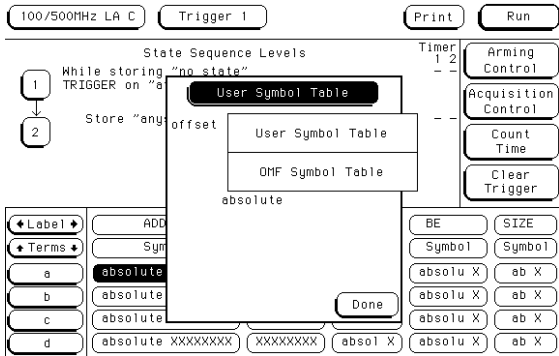 100/500MHz LA C Trigger 1 Print Run
State Sequence Levels Timer
1 2
While storing "no state" - -
1 TRIGGER on "a
2 Store "any - -
Arming
Control
Acquisition
Control
Count
Time
Clear
Trigger
User Symbol Table
offset
User Symbol Table
OMF Symbol Table
absolute
Done
Label ADD BE SIZE
Terms Sym Symbol Symbol
a absolute absolu X ab X
b absolute absolu X ab X
c absolute absolu X ab X
d absolute XXXXXXXX XXXXXXXX absol X absolu X ab X